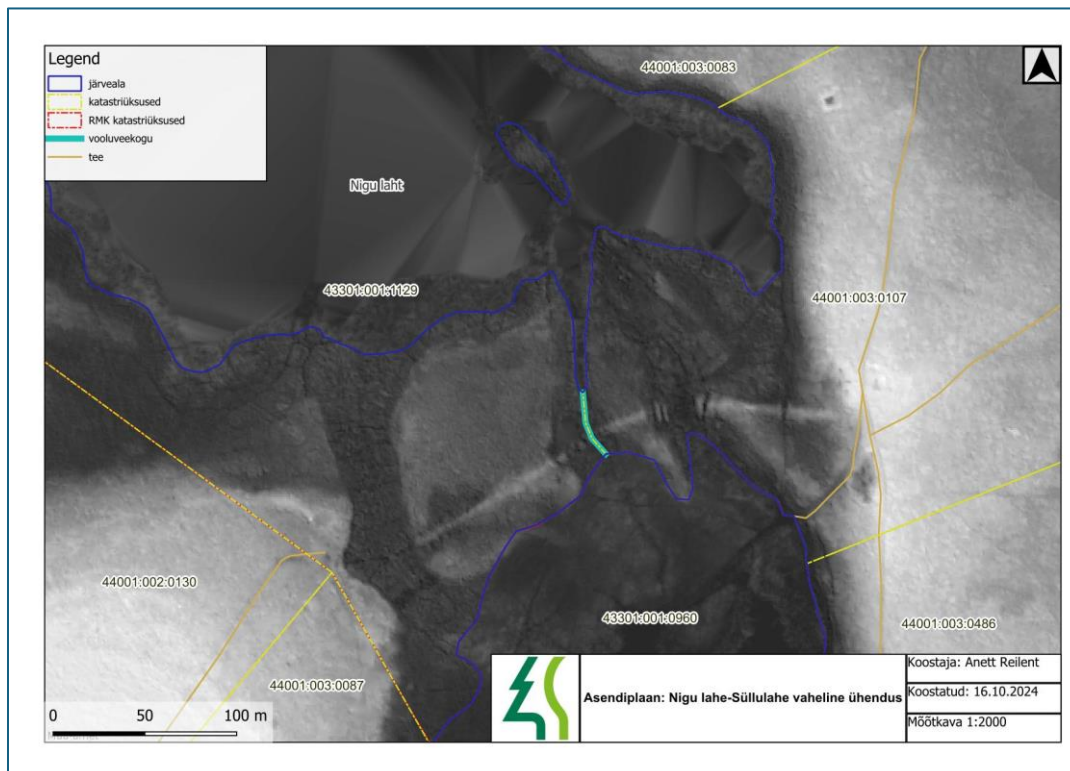 Legend
järveala
katastriüksused
RMK katastriüksused
vooluveekogu
tee
44001:003:0083
Nigu laht
43301:001:1129
44001:003:0107
44001:002:0130
43301:001:0960
44001:003:0486
44001:003:0087
0 50 100 m
Asendiplaan: Nigu lahe-Süllulahe vaheline ühendus
Koostaja: Anett Reilent
Koostatud: 16.10.2024
Mõõtkava 1:2000